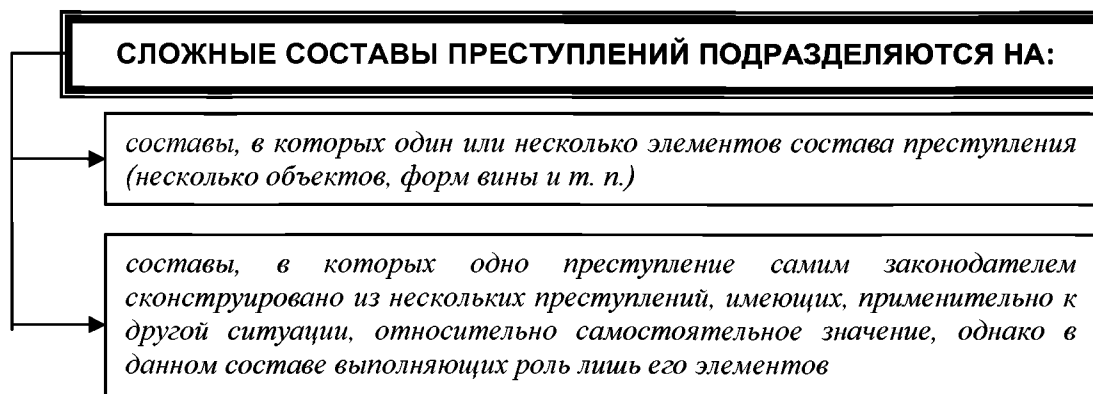 СЛОЖНЫЕ СОСТАВЫ ПРЕСТУПЛЕНИЙ ПОДРАЗДЕЛЯЮТСЯ НА:
составы, в которых один или несколько элементов состава преступления
(несколько объектов, форм вины и т. п.)
составы, в которых одно преступление самим законодателем
сконструировано из нескольких преступлений, имеющих, применительно к
другой ситуации, относительно самостоятельное значение, однако в
данном составе выполняющих роль лишь его элементов